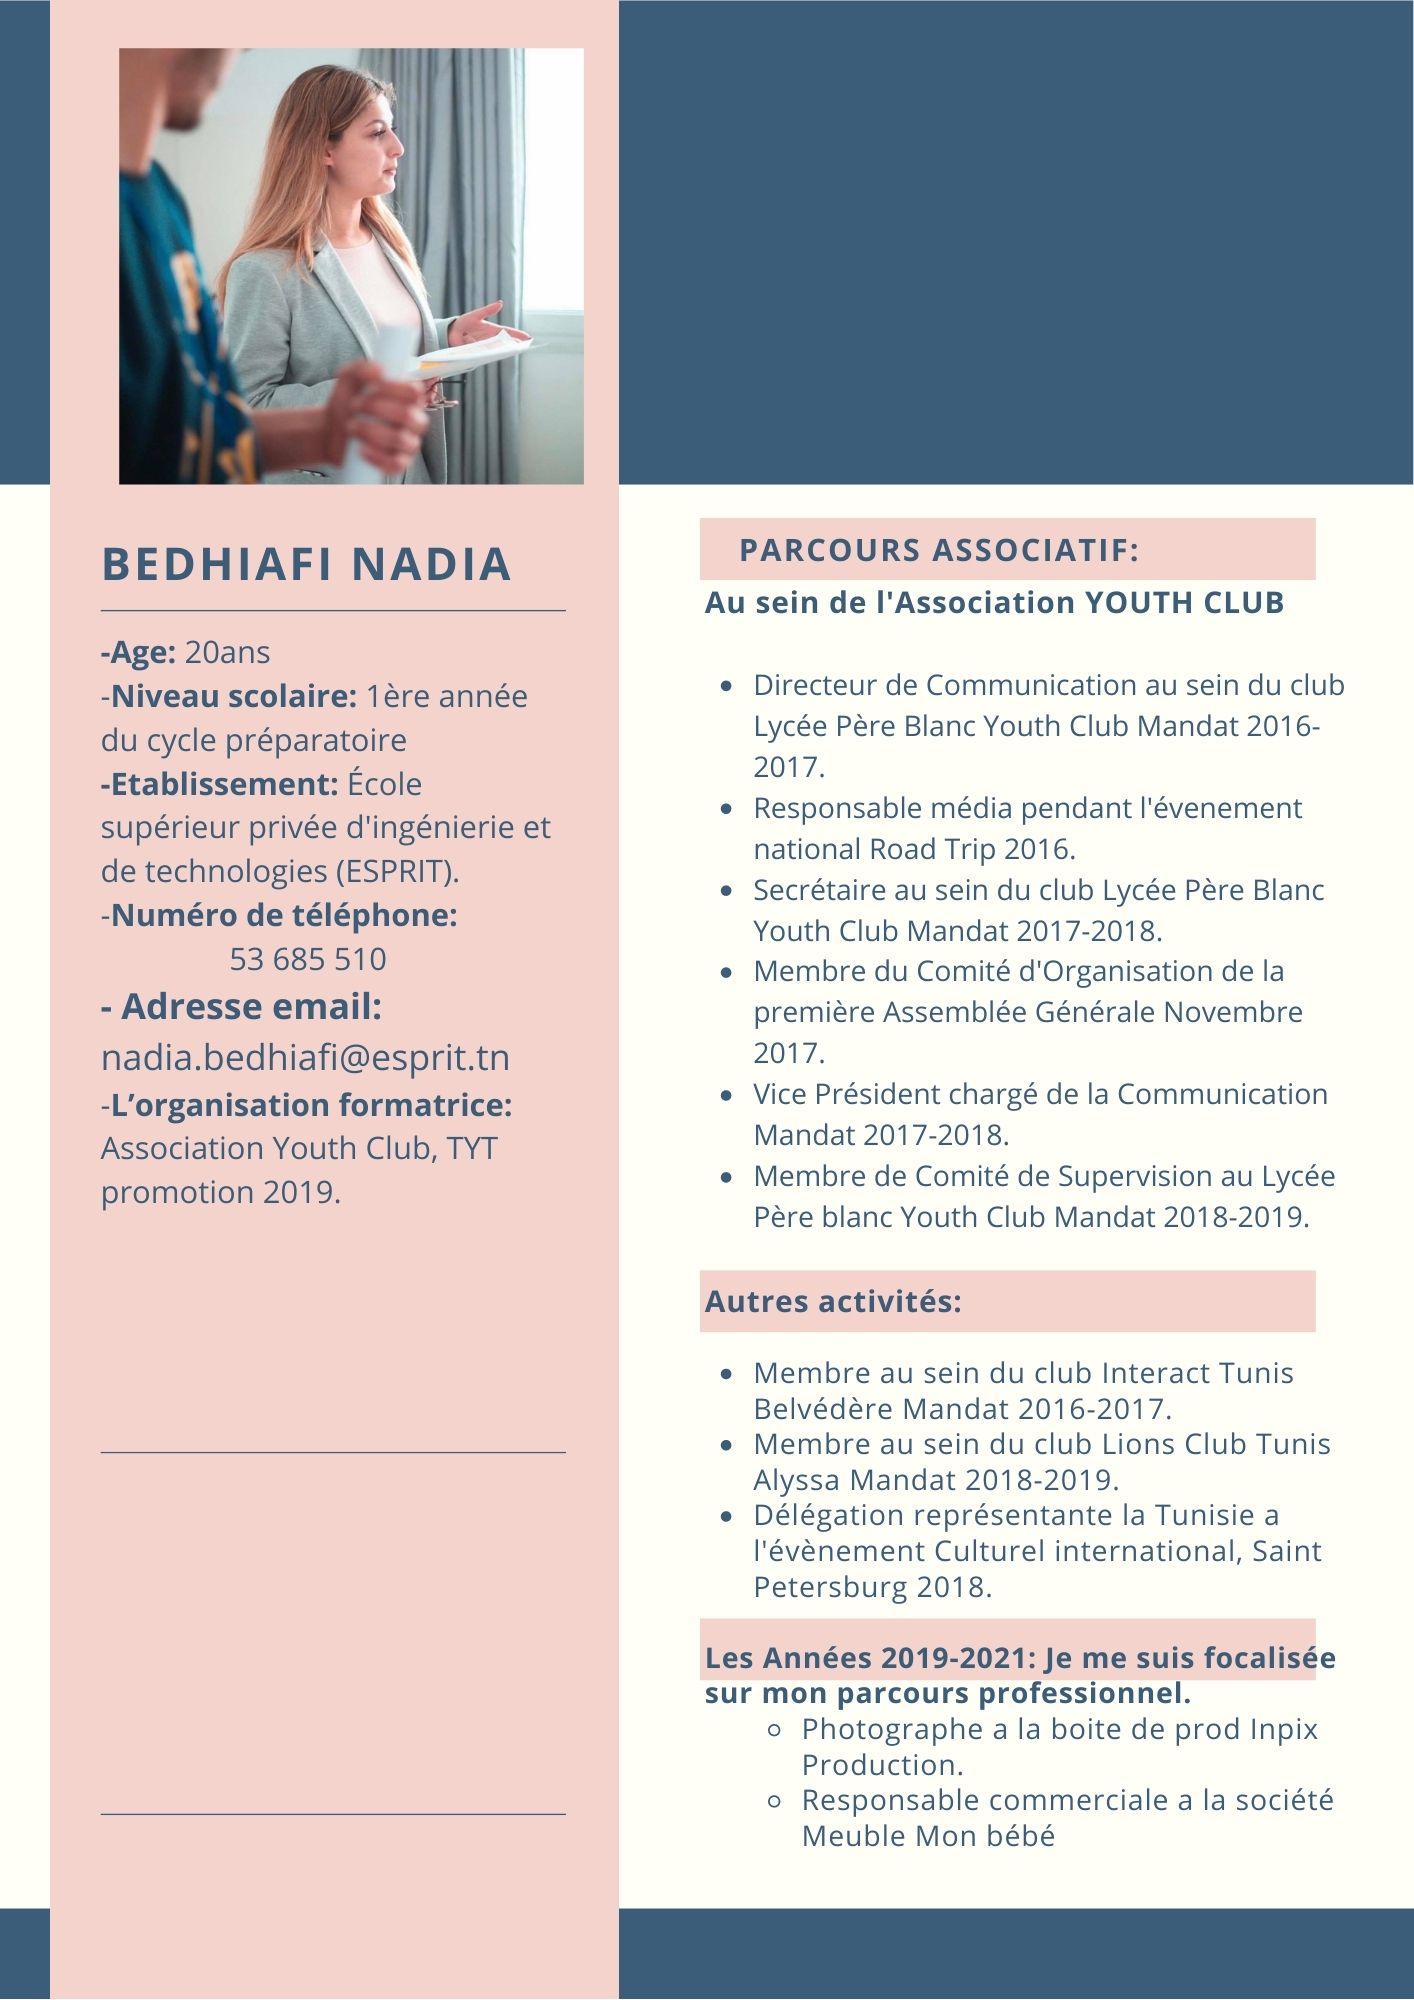 BEDHIAFI NADIA
-Age: 20ans
-Niveau scolaire: 1ère année
du cycle préparatoire
-Etablissement: École
supérieur privée d'ingénierie et
de technologies (ESPRIT).
-Numéro de téléphone:
53 685 510
- Adresse email:
nadia.bedhiafi@esprit.tn
-L’organisation formatrice:
Association Youth Club, TYT
promotion 2019.
PARCOURS ASSOCIATIF:
Au sein de l'Association YOUTH CLUB
• Directeur de Communication au sein du club
Lycée Père Blanc Youth Club Mandat 2016-
2017.
• Responsable média pendant l'évenement
national Road Trip 2016.
• Secrétaire au sein du club Lycée Père Blanc
Youth Club Mandat 2017-2018.
• Membre du Comité d'Organisation de la
première Assemblée Générale Novembre
2017.
• Vice Président chargé de la Communication
Mandat 2017-2018.
• Membre de Comité de Supervision au Lycée
Père blanc Youth Club Mandat 2018-2019.
Autres activités:
• Membre au sein du club Interact Tunis
Belvédère Mandat 2016-2017.
• Membre au sein du club Lions Club Tunis
Alyssa Mandat 2018-2019.
• Délégation représentante la Tunisie a
l'évènement Culturel international, Saint
Petersburg 2018.
Les Années 2019-2021: Je me suis focalisée
sur mon parcours professionnel.
◦ Photographe a la boite de prod Inpix
Production.
◦ Responsable commerciale a la société
Meuble Mon bébé